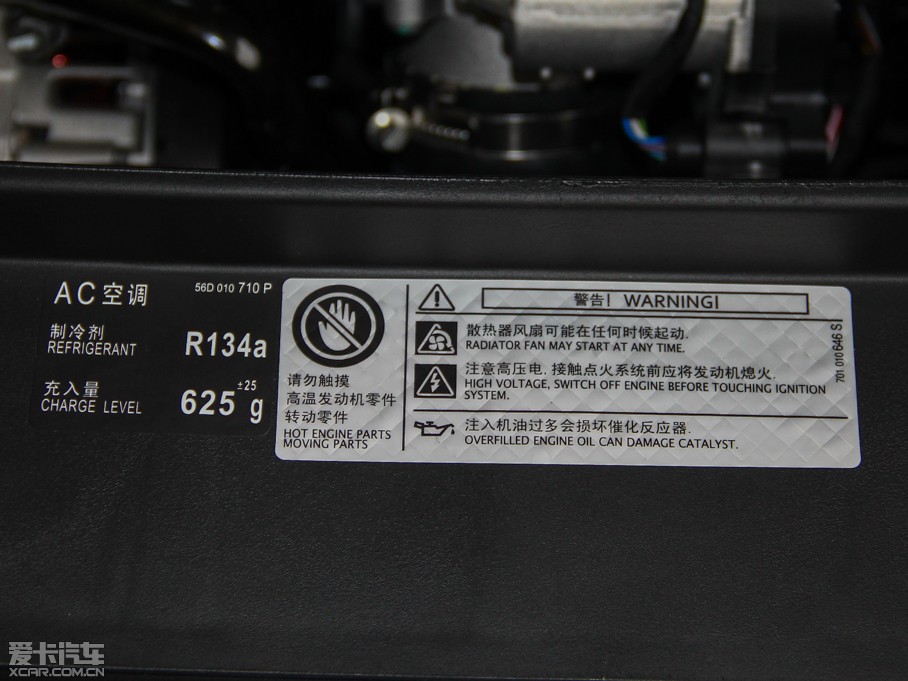 AC空调 56D 010 710 P
制冷剂
REFRIGERANT R134a
充入量
CHARGE LEVEL 625 ±25 g
请勿触摸
高温发动机零件
转动零件
HOT ENGINE PARTS
MOVING PARTS
警告! WARNING!
散热器风扇可能在任何时候起动.
RADIATOR FAN MAY START AT ANY TIME.
注意高压电, 接触点火系统前应将发动机熄火.
HIGH VOLTAGE, SWITCH OFF ENGINE BEFORE TOUCHING IGNITION
SYSTEM.
注入机油过多会损坏催化反应器.
OVERFILLED ENGINE OIL CAN DAMAGE CATALYST.
701 010 646 S
爱卡汽车
XCAR.COM.CN